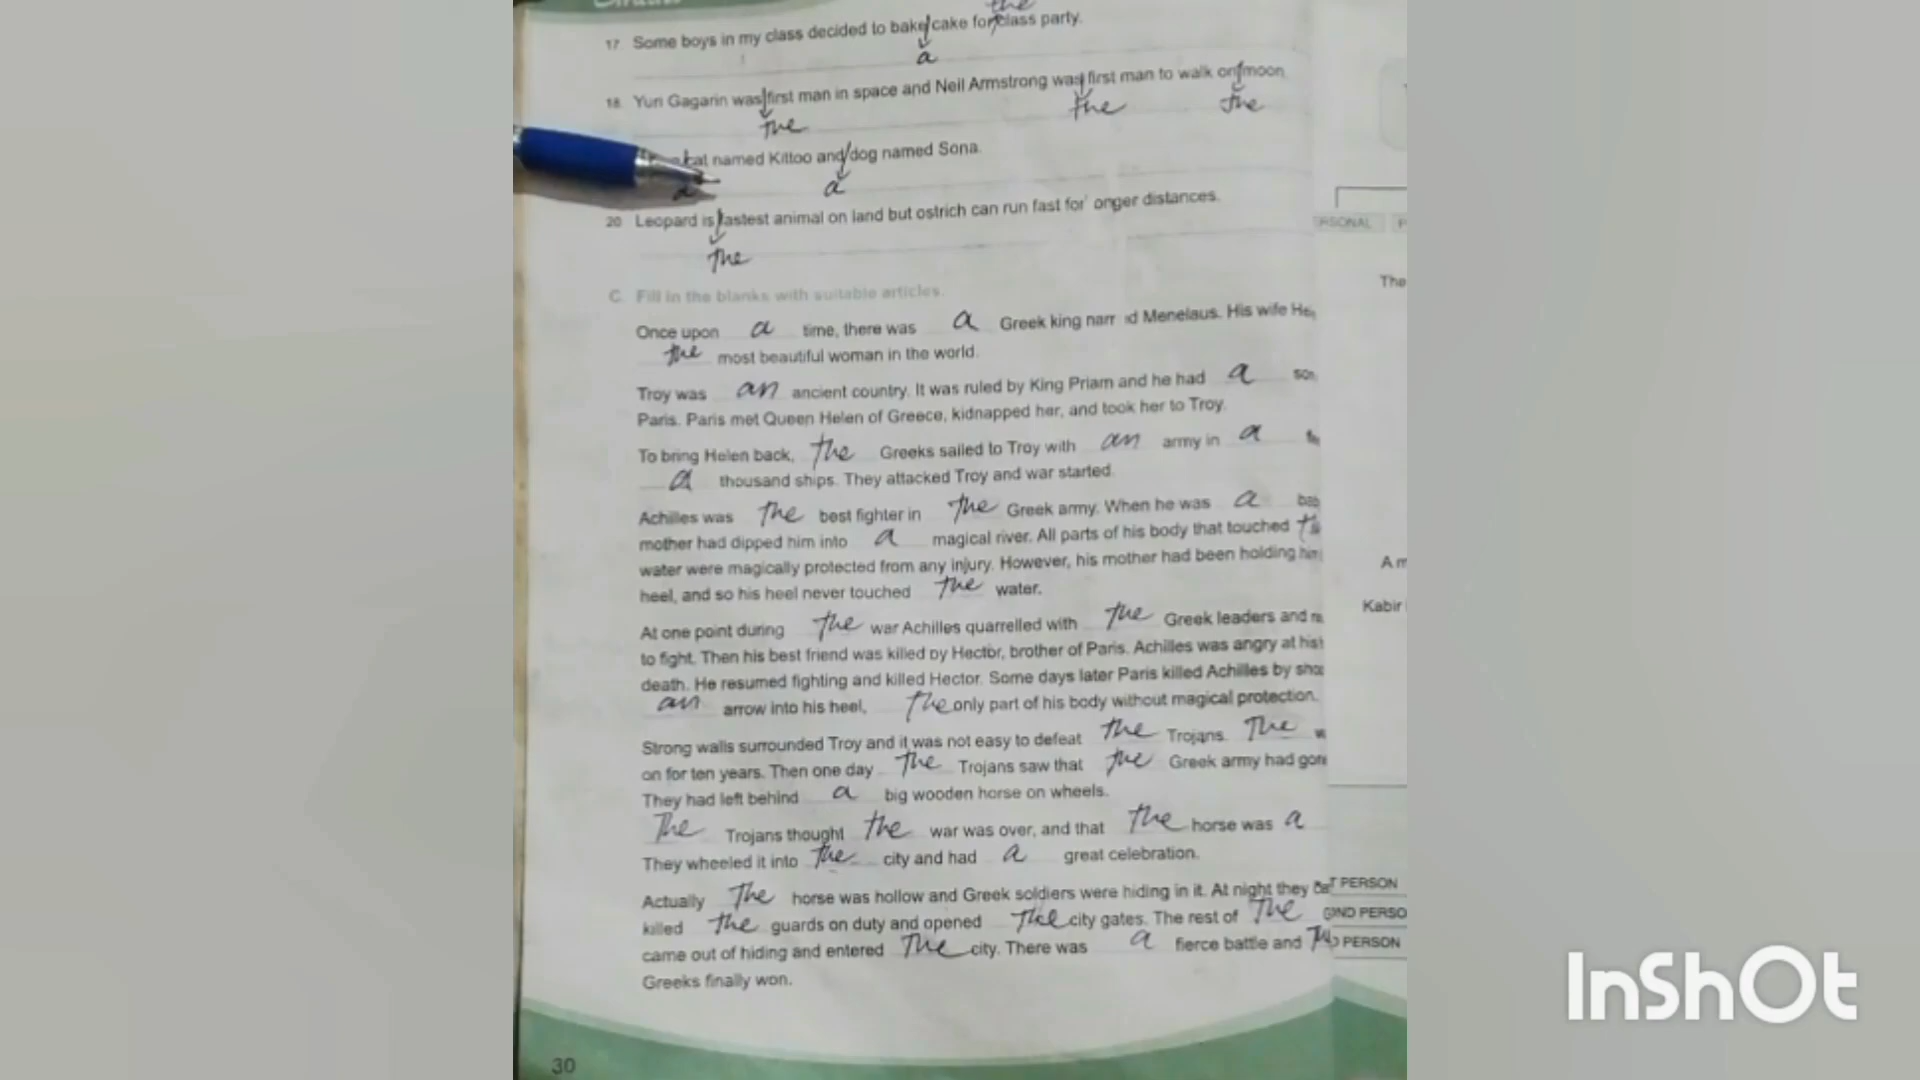 the
17 Some boys in my class decided to bake cake for class party.
a
18 Yuri Gagarin was first man in space and Neil Armstrong was first man to walk on moon
the the the
cat named Kittoo and dog named Sona.
a a
20 Leopard is fastest animal on land but ostrich can run fast for onger distances.
the
C. Fill in the blanks with suitable articles.
Once upon a time, there was a Greek king Menelaus. His wife
the most beautiful woman in the world.
Troy was an ancient country. It was ruled by King Priam and he had a son
Paris. Paris met Queen Helen of Greece, kidnapped her, and took her to Troy.
To bring Helen back, the Greeks sailed to Troy with an army in a
a thousand ships. They attacked Troy and war started.
Achilles was the best fighter in the Greek army. When he was a
mother had dipped him into a magical river. All parts of his body that touched
water were magically protected from any injury. However, his mother had been holding
heel, and so his heel never touched the water.
At one point during the war Achilles quarrelled with the Greek leaders and
to fight. Then his best friend was killed by Hector, brother of Paris. Achilles was angry at his
death. He resumed fighting and killed Hector. Some days later Paris killed Achilles by
an arrow into his heel, the only part of his body without magical protection.
Strong walls surrounded Troy and it was not easy to defeat the Trojans. The
on for ten years. Then one day the Trojans saw that the Greek army had
They had left behind a big wooden horse on wheels.
The Trojans thought the war was over, and that the horse was a
They wheeled it into the city and had a great celebration.
Actually the horse was hollow and Greek soldiers were hiding in it. At night they
killed the guards on duty and opened the city gates. The rest of the
came out of hiding and entered the city. There was a fierce battle and
Greeks finally won.
30
The
Kabir
T PERSON
OND PERSO
D PERSON
InShOt